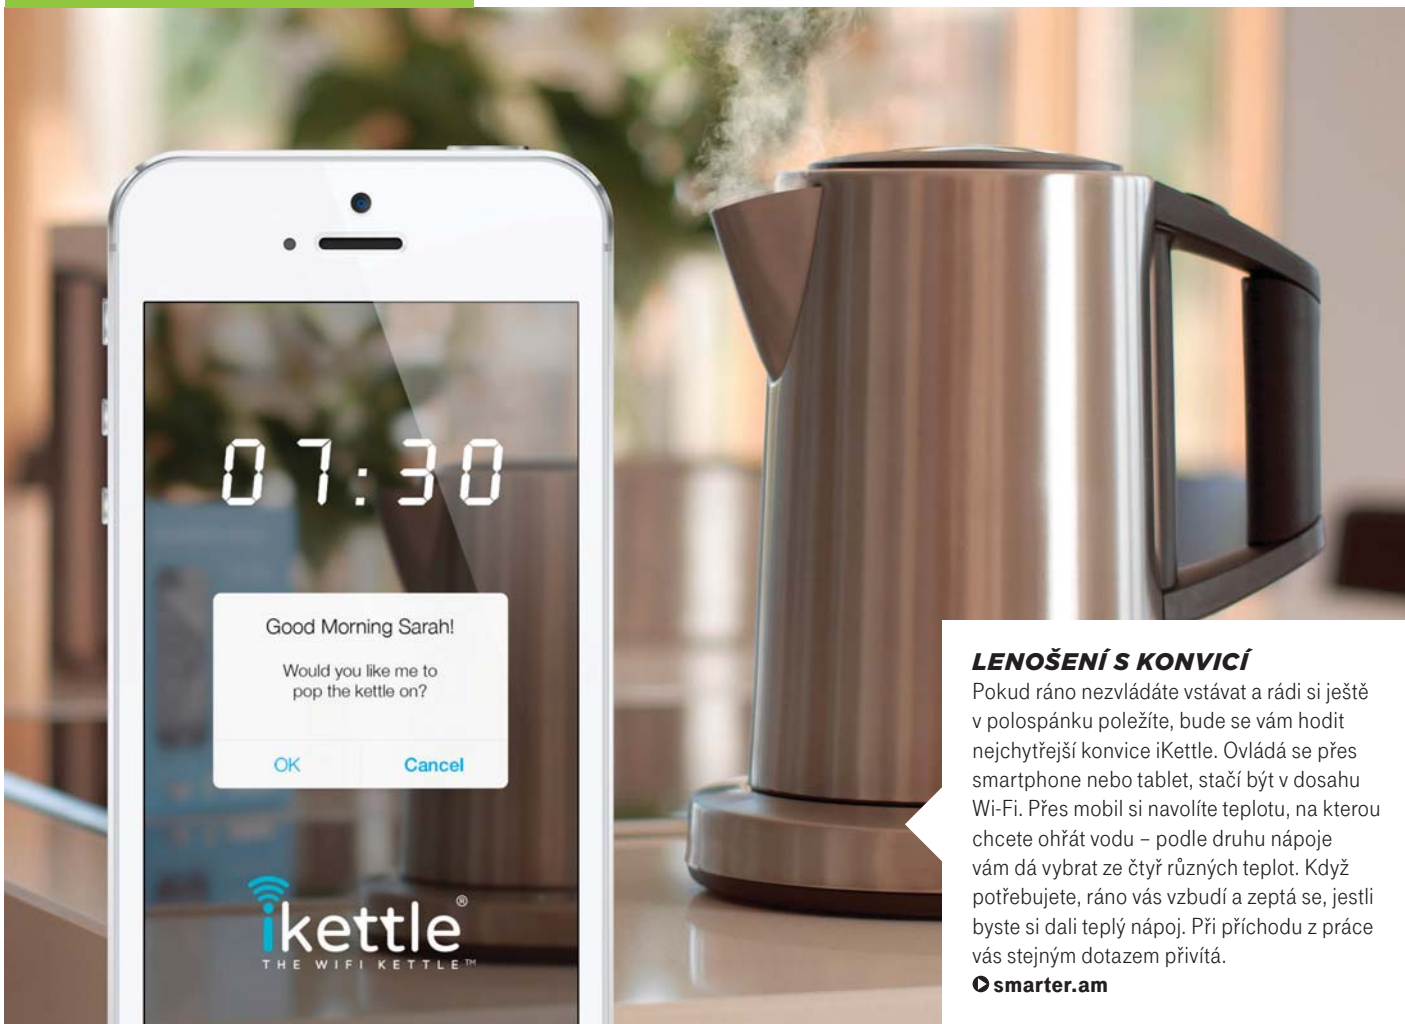 07:30
Good Morning Sarah!
Would you like me to
pop the kettle on?
OK Cancel
ikettle®
THE WIFI KETTLE™
LENOŠENÍ S KONVICÍ
Pokud ráno nezvládáte vstávat a rádi si ještě
v polospánku poležíte, bude se vám hodit
nejchytřejší konvice iKettle. Ovládá se přes
smartphone nebo tablet, stačí být v dosahu
Wi-Fi. Přes mobil si navolíte teplotu, na kterou
chcete ohřát vodu – podle druhu nápoje
vám dá vybrat ze čtyř různých teplot. Když
potřebujete, ráno vás vzbudí a zeptá se, jestli
byste si dali teplý nápoj. Při příchodu z práce
vás stejným dotazem přivítá.
smarter.am